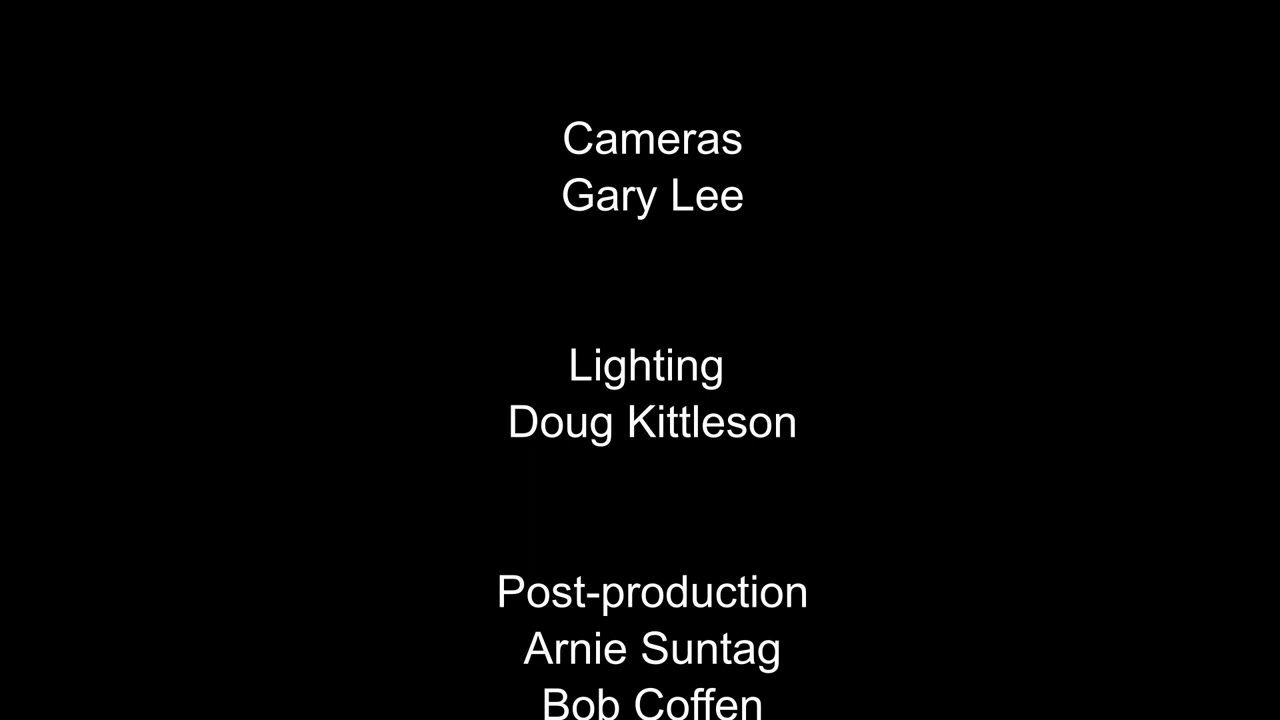 Cameras
Gary Lee
Lighting
Doug Kittleson
Post-production
Arnie Suntag
Bob Coffen